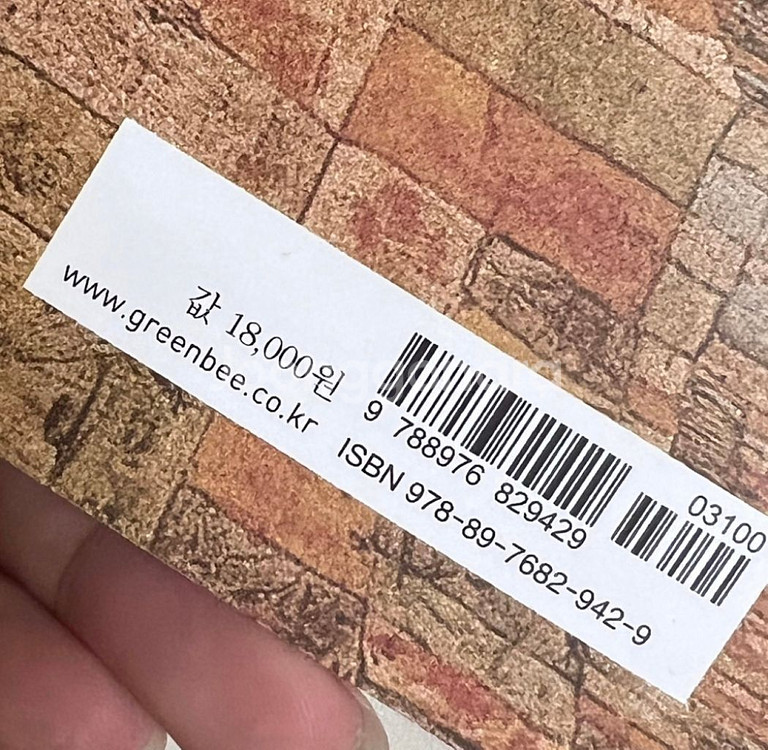 값 18,000원
www.greenbee.co.kr
03100
9 788976 829429
ISBN 978-89-7682-942-9